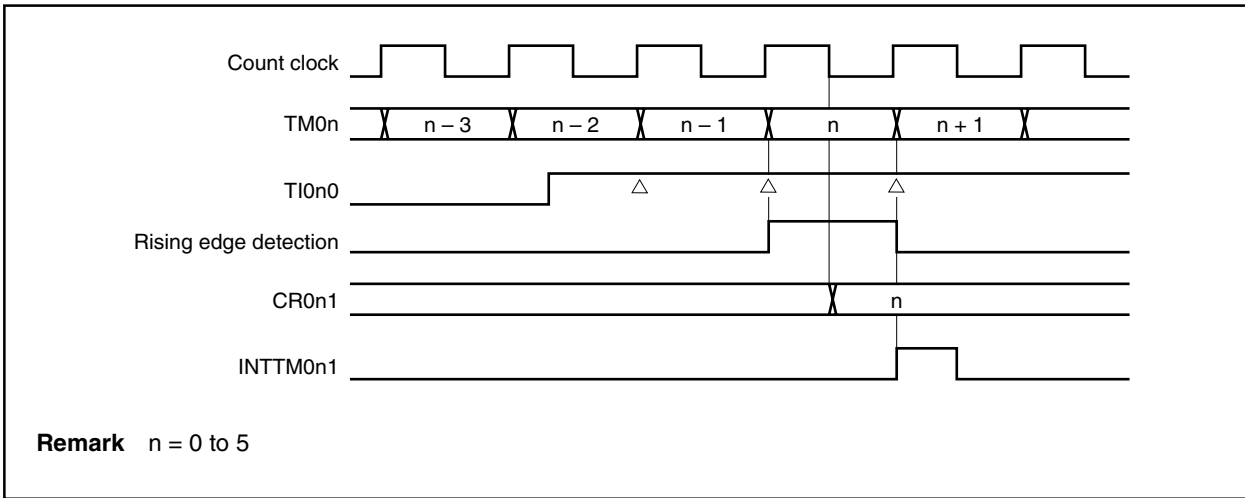 Count clock
TM0n n – 3 n – 2 n – 1 n n + 1
TI0n0
Rising edge detection
CR0n1 n
INTTM0n1
Remark n = 0 to 5